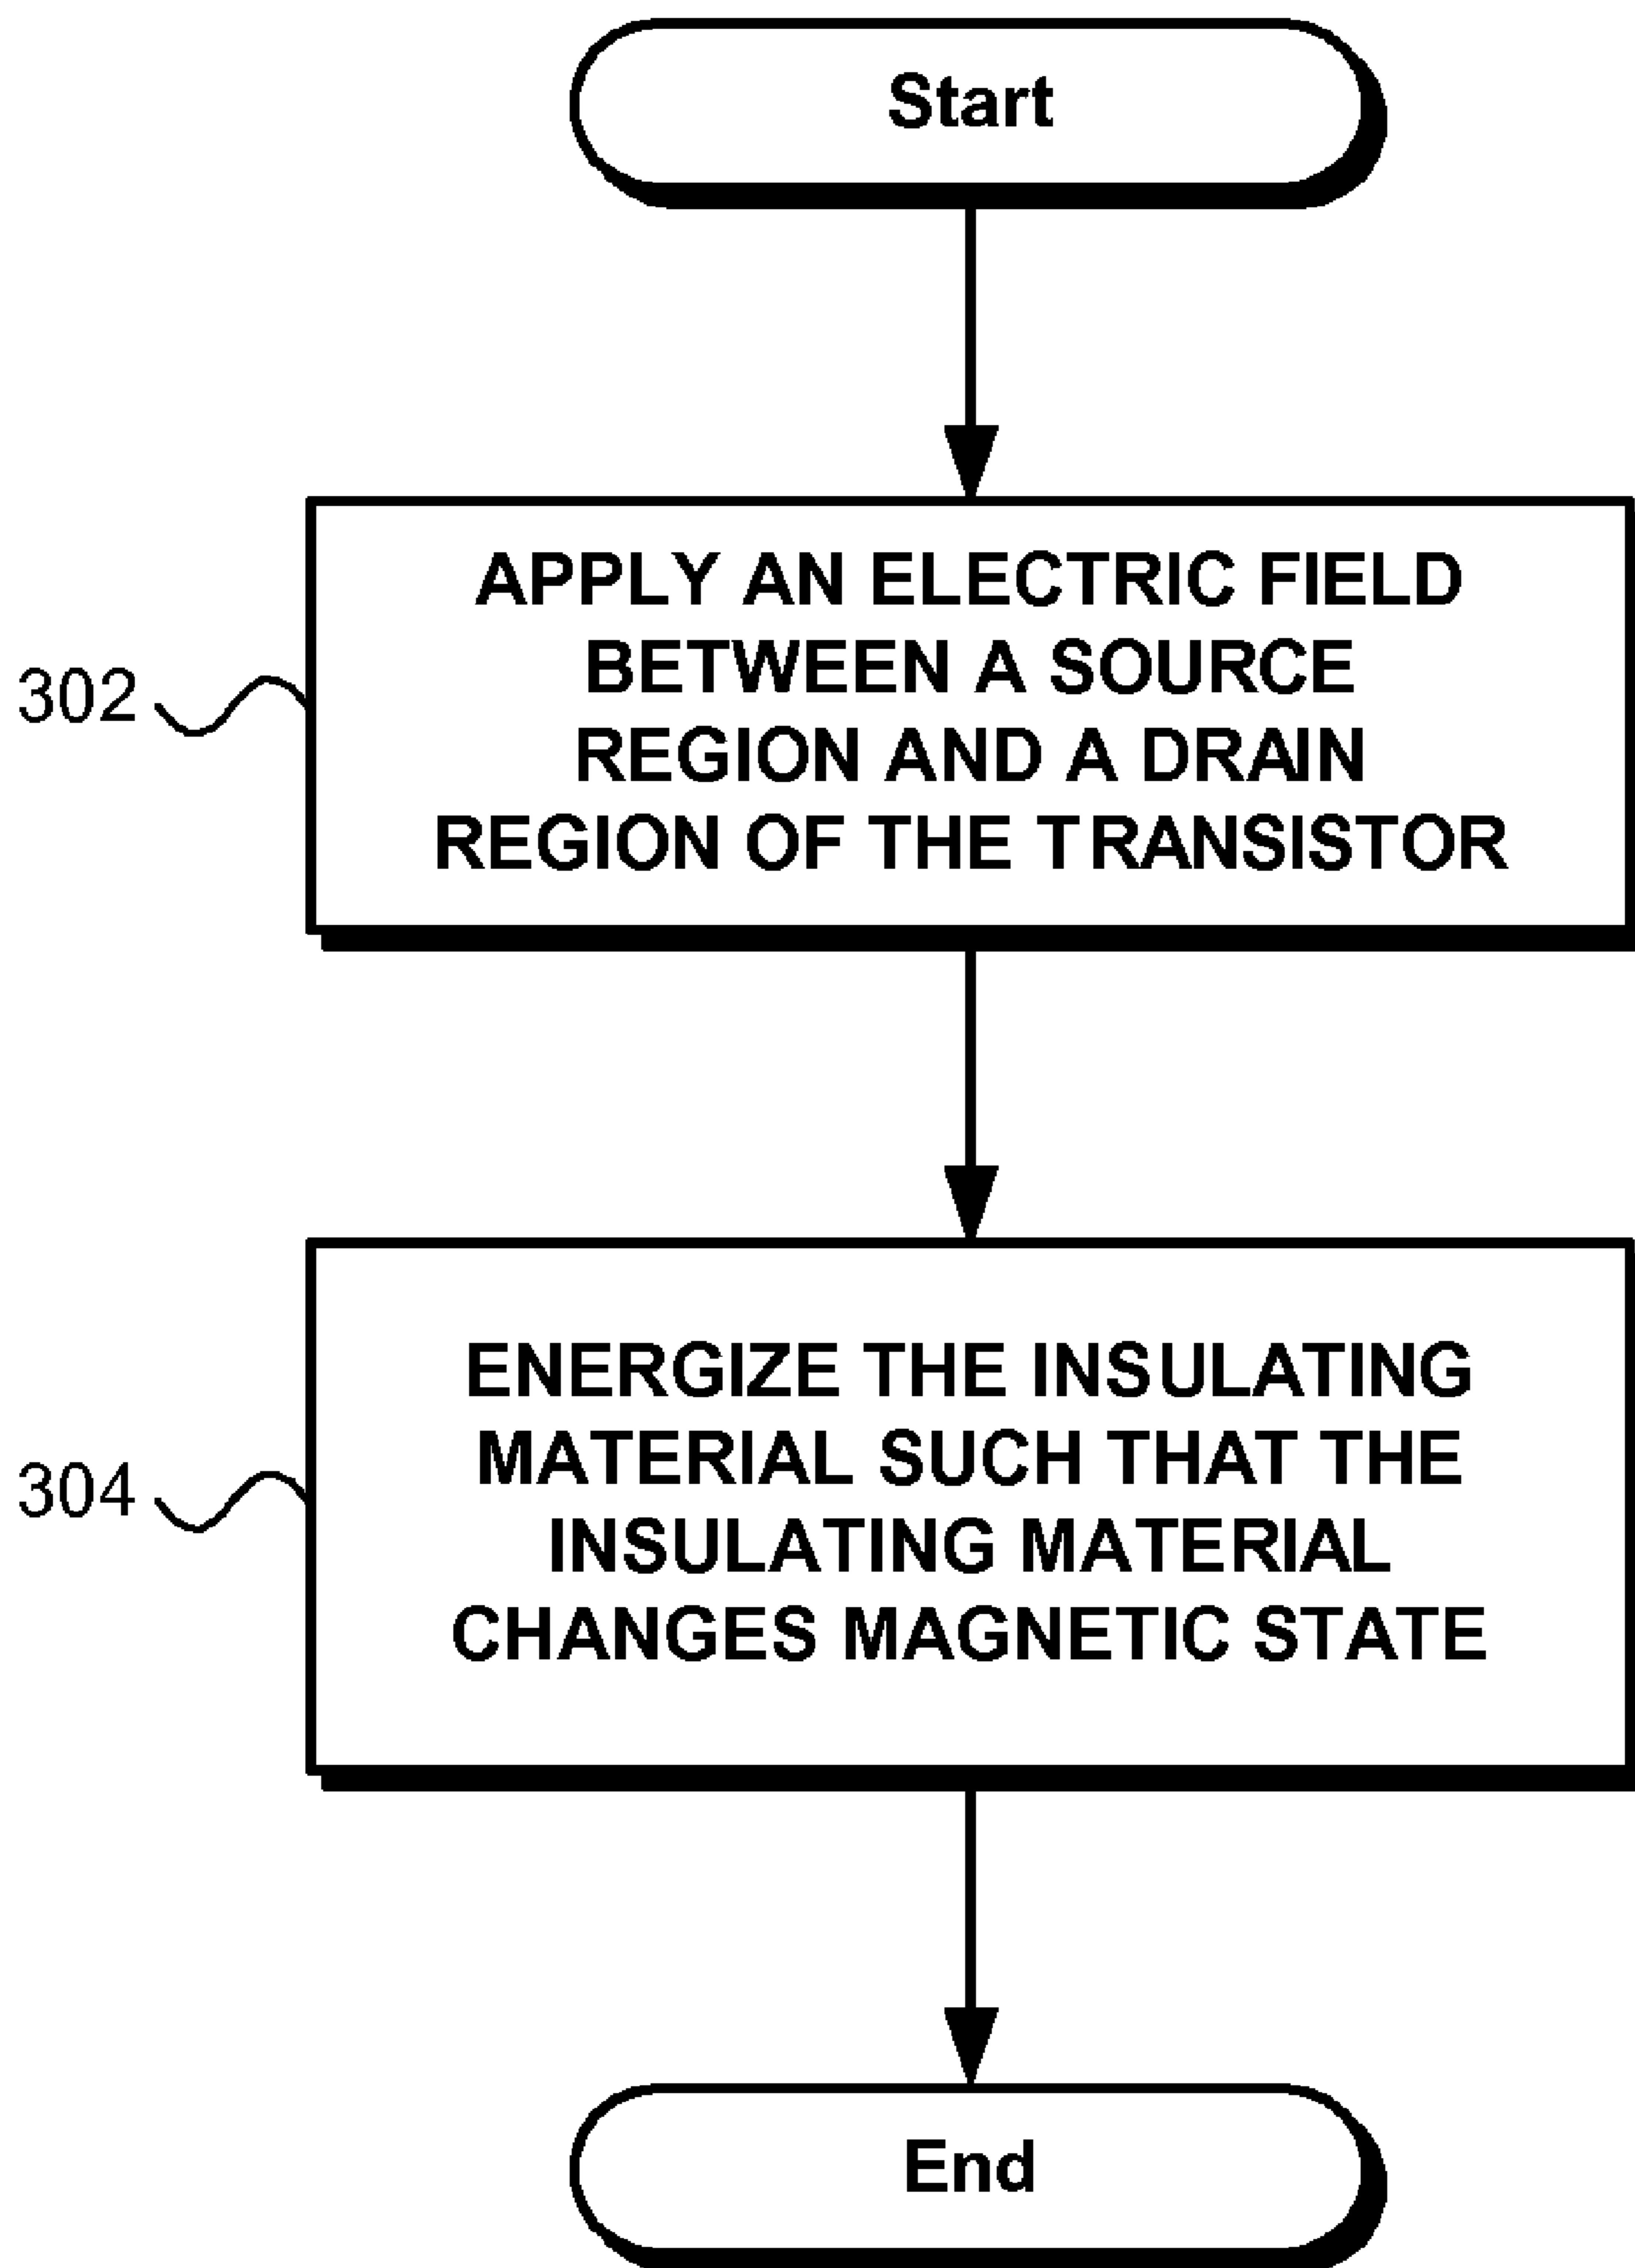 Start
302
APPLY AN ELECTRIC FIELD
BETWEEN A SOURCE
REGION AND A DRAIN
REGION OF THE TRANSISTOR
304
ENERGIZE THE INSULATING
MATERIAL SUCH THAT THE
INSULATING MATERIAL
CHANGES MAGNETIC STATE
End